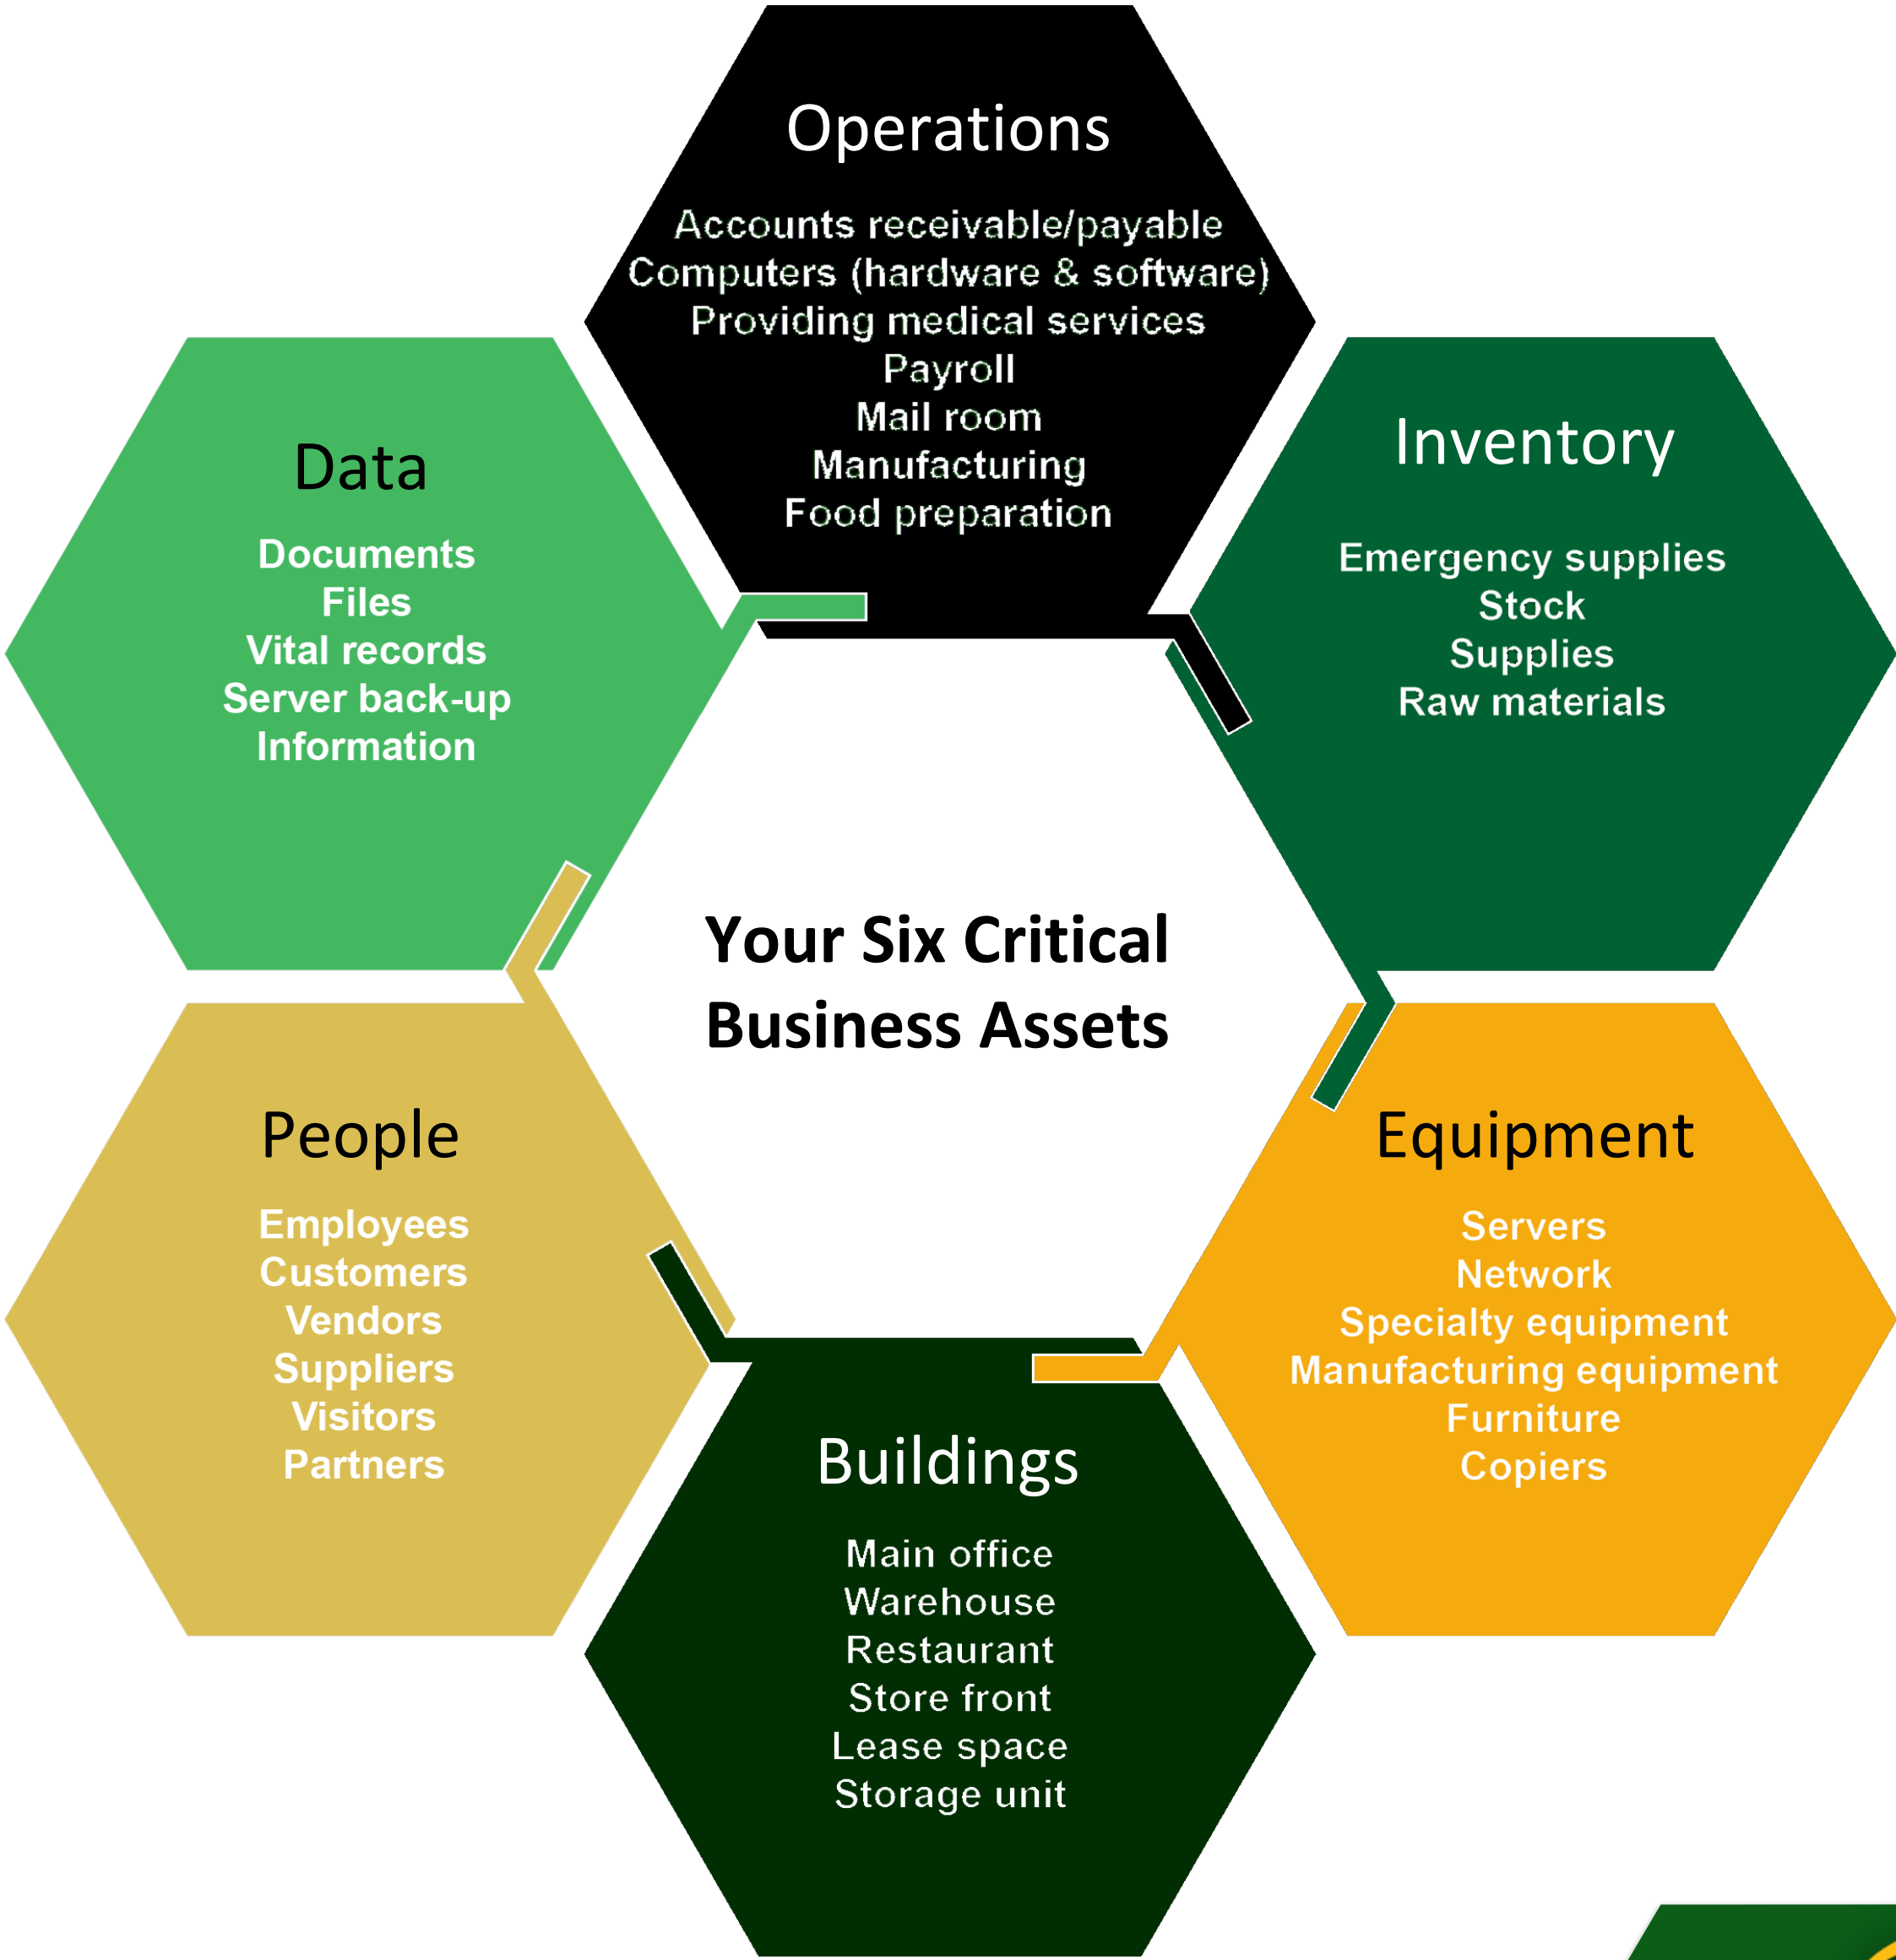 Operations
Accounts receivable/payable
Computers (hardware & software)
Providing medical services
Payroll
Mail room
Manufacturing
Food preparation
Data
Documents
Files
Vital records
Server back-up
Information
Inventory
Emergency supplies
Stock
Supplies
Raw materials
Your Six Critical
Business Assets
People
Employees
Customers
Vendors
Suppliers
Visitors
Partners
Equipment
Servers
Network
Specialty equipment
Manufacturing equipment
Furniture
Copiers
Buildings
Main office
Warehouse
Restaurant
Store front
Lease space
Storage unit